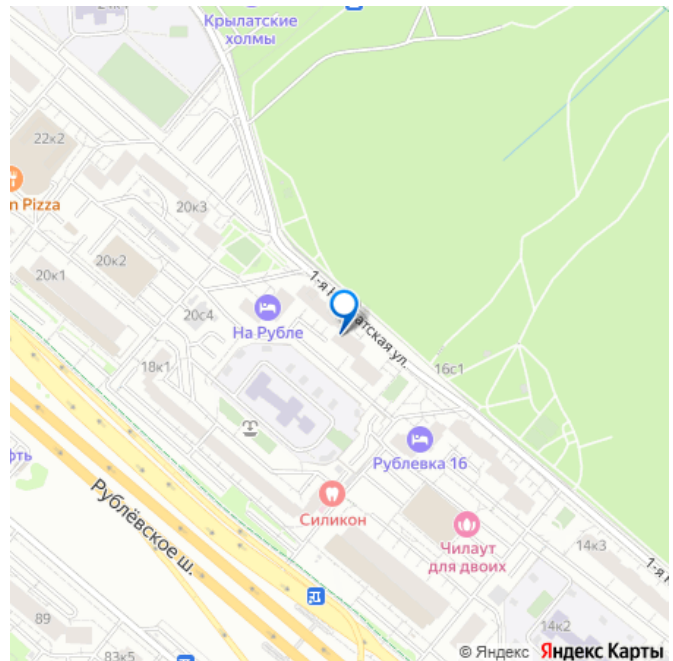 Крылатские
холмы
22к2
n Pizza
20к3
20к1
20к2
1-я К
атская ул.
20с4
На Рубле
18к1
16с1
фть
Рублевка 16
Рублёвское ш.
Силикон
Чилаут
для двоих
14к3
1-я К
89
83к5
14к2
© Яндекс Яндекс Карты